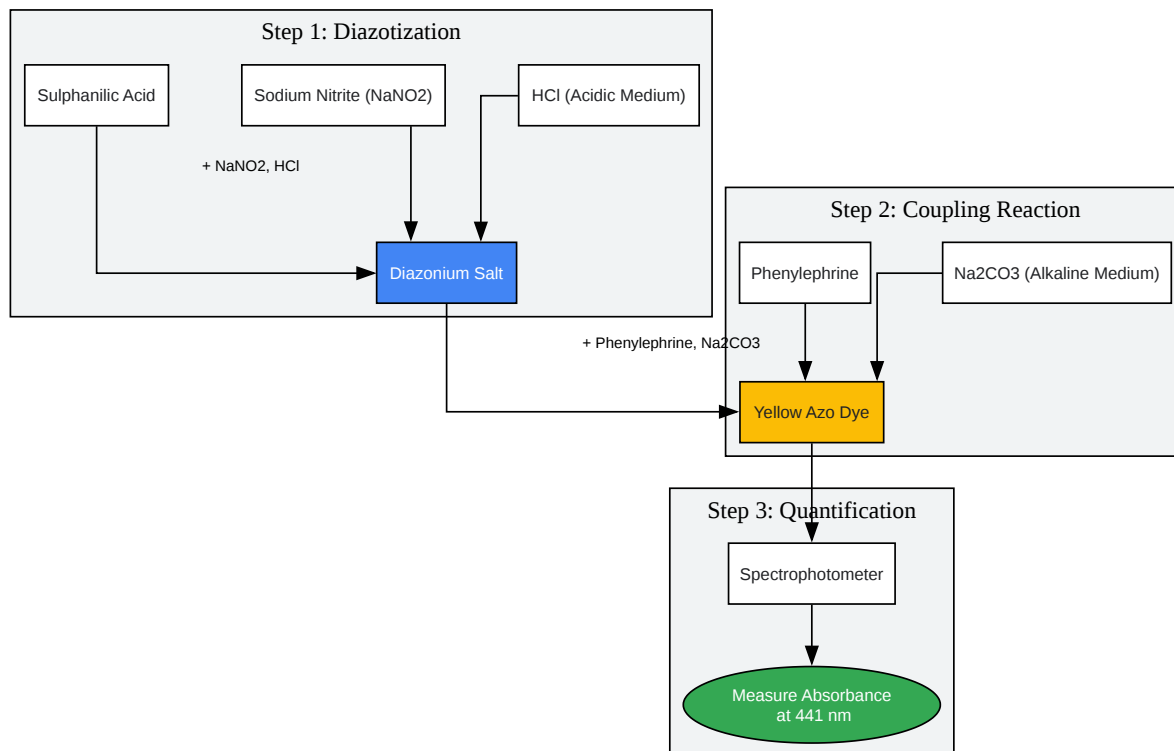 Step 1: Diazotization
Sulphanilic Acid
Sodium Nitrite (NaNO2)
HCl (Acidic Medium)
+ NaNO2, HCl
Diazonium Salt
Step 2: Coupling Reaction
Phenylephrine
Na2CO3 (Alkaline Medium)
+ Phenylephrine, Na2CO3
Yellow Azo Dye
Step 3: Quantification
Spectrophotometer
Measure Absorbance
at 441 nm